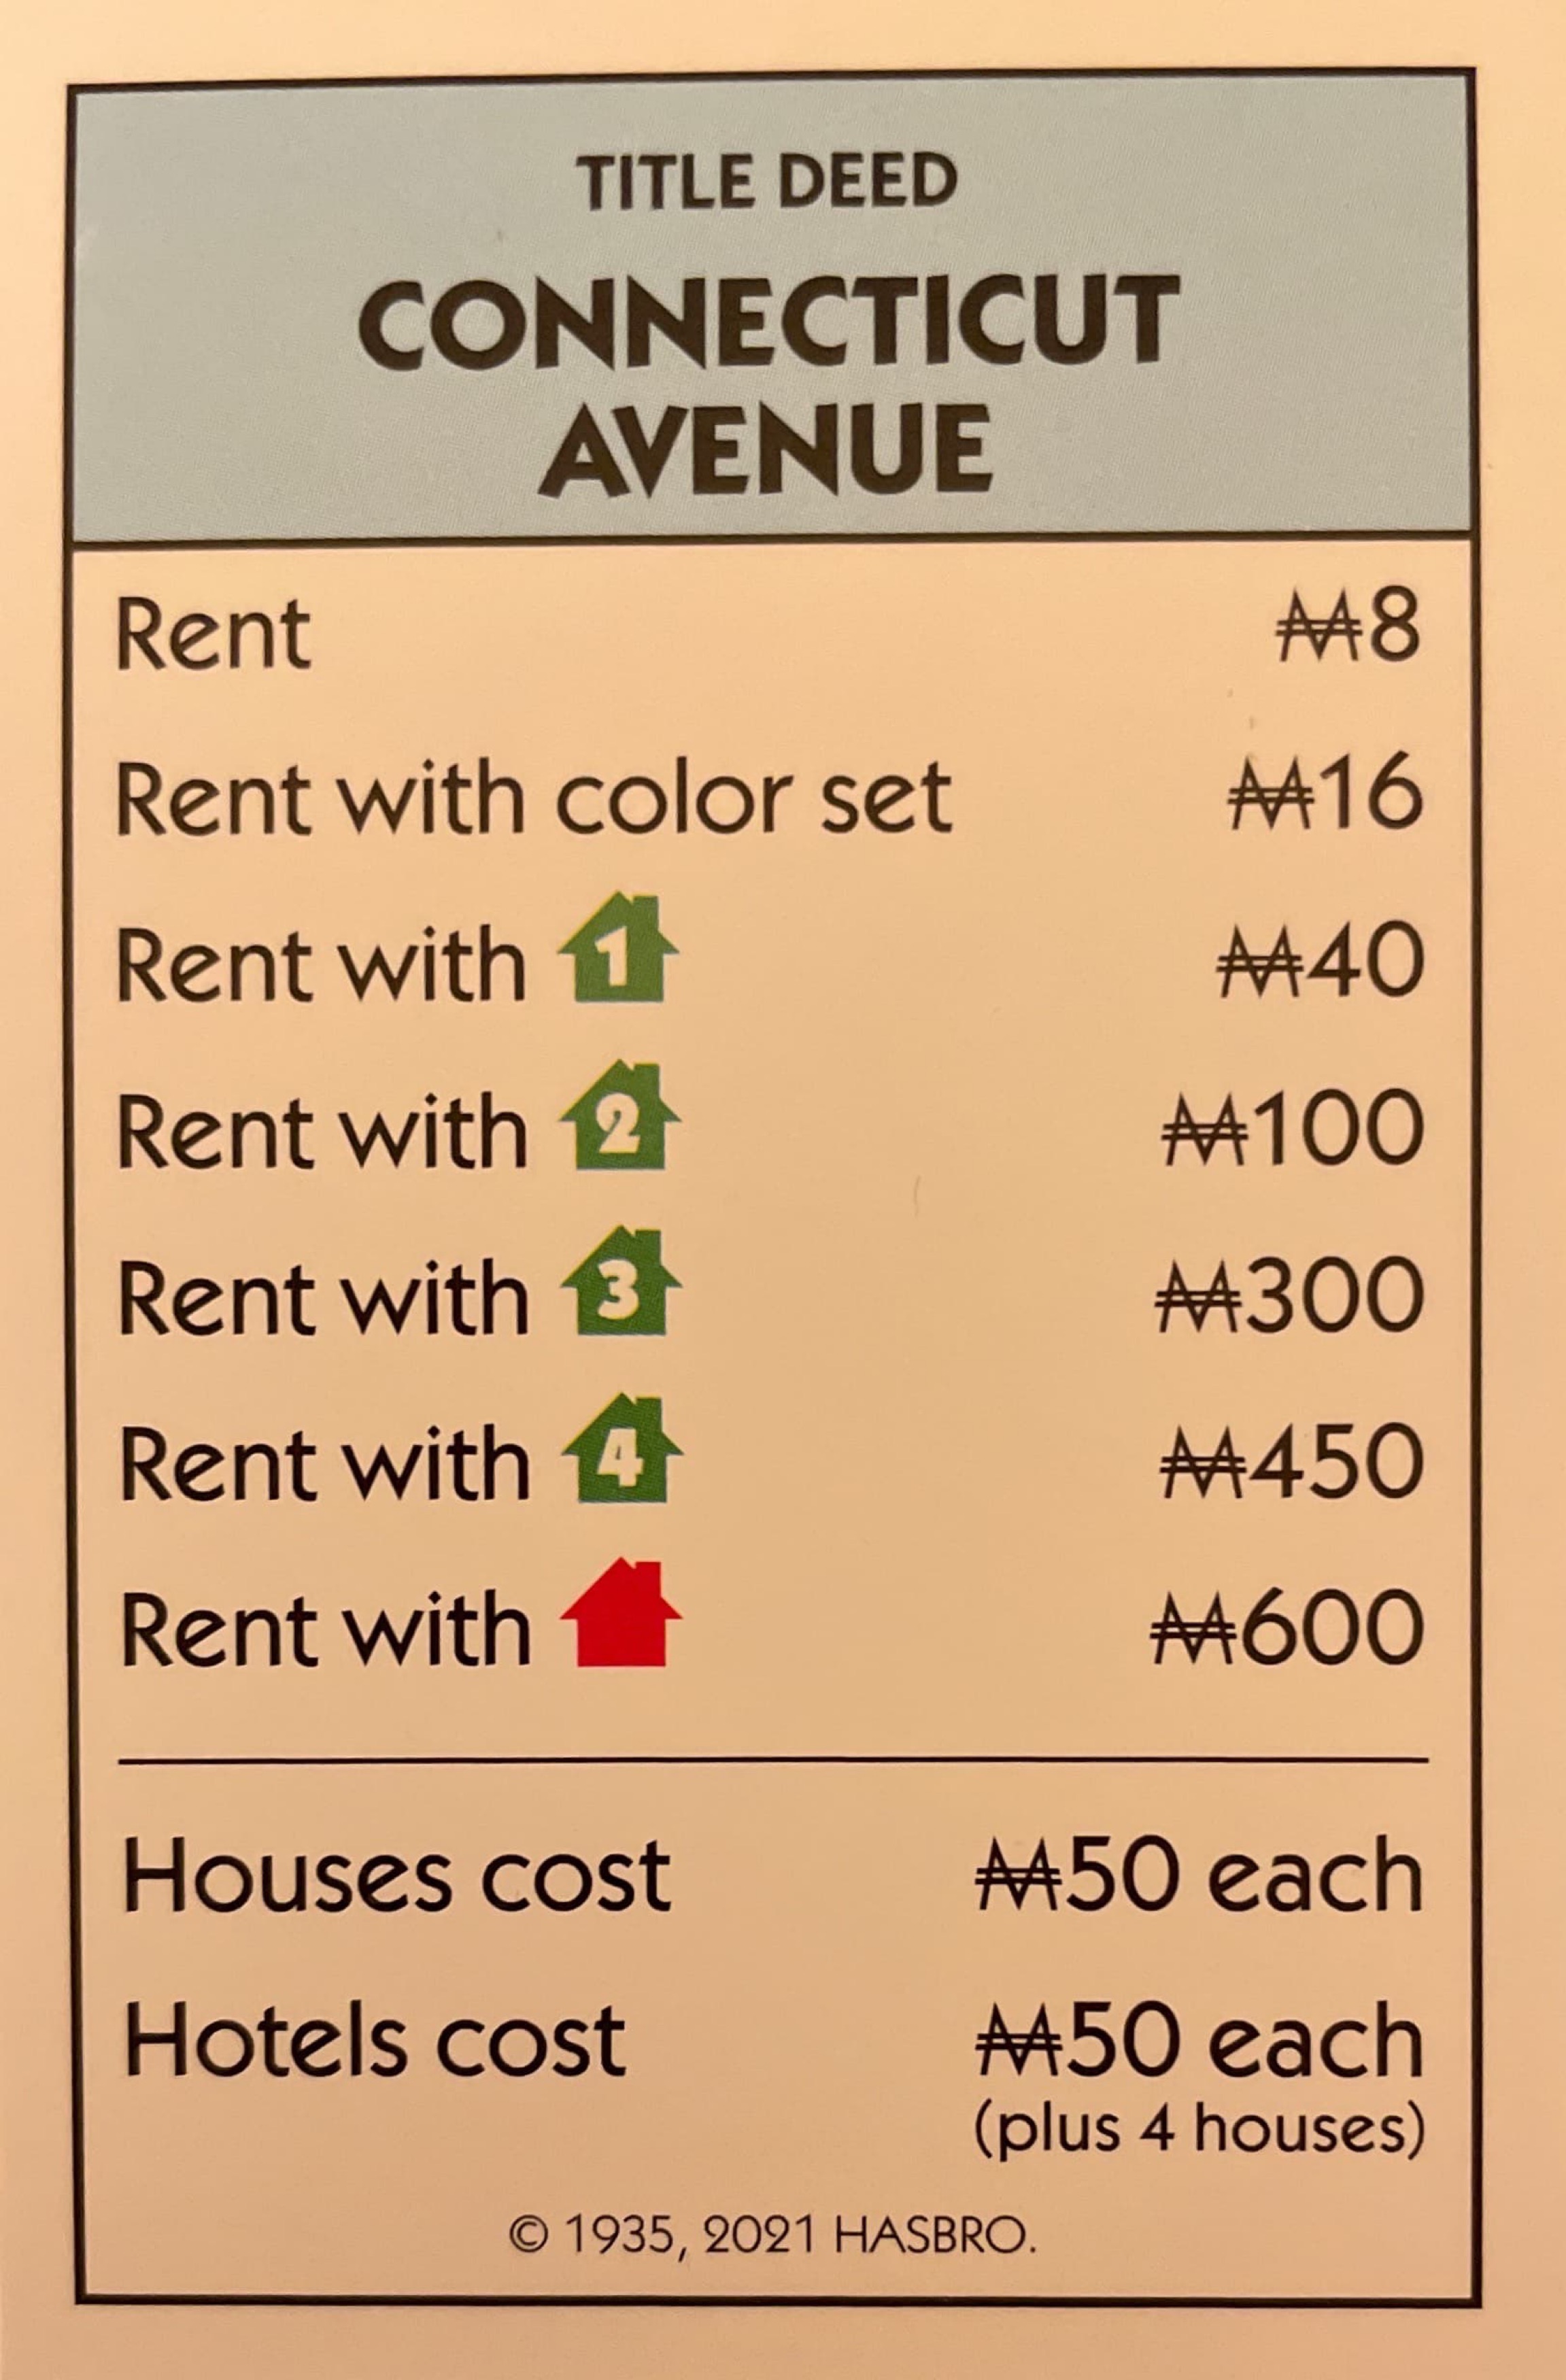 TITLE DEED
CONNECTICUT
AVENUE
Rent ₩8
Rent with color set ₩16
Rent with 1 ₩40
Rent with 2 ₩100
Rent with 3 ₩300
Rent with 4 ₩450
Rent with ₩600
Houses cost ₩50 each
Hotels cost ₩50 each
(plus 4 houses)
© 1935, 2021 HASBRO.